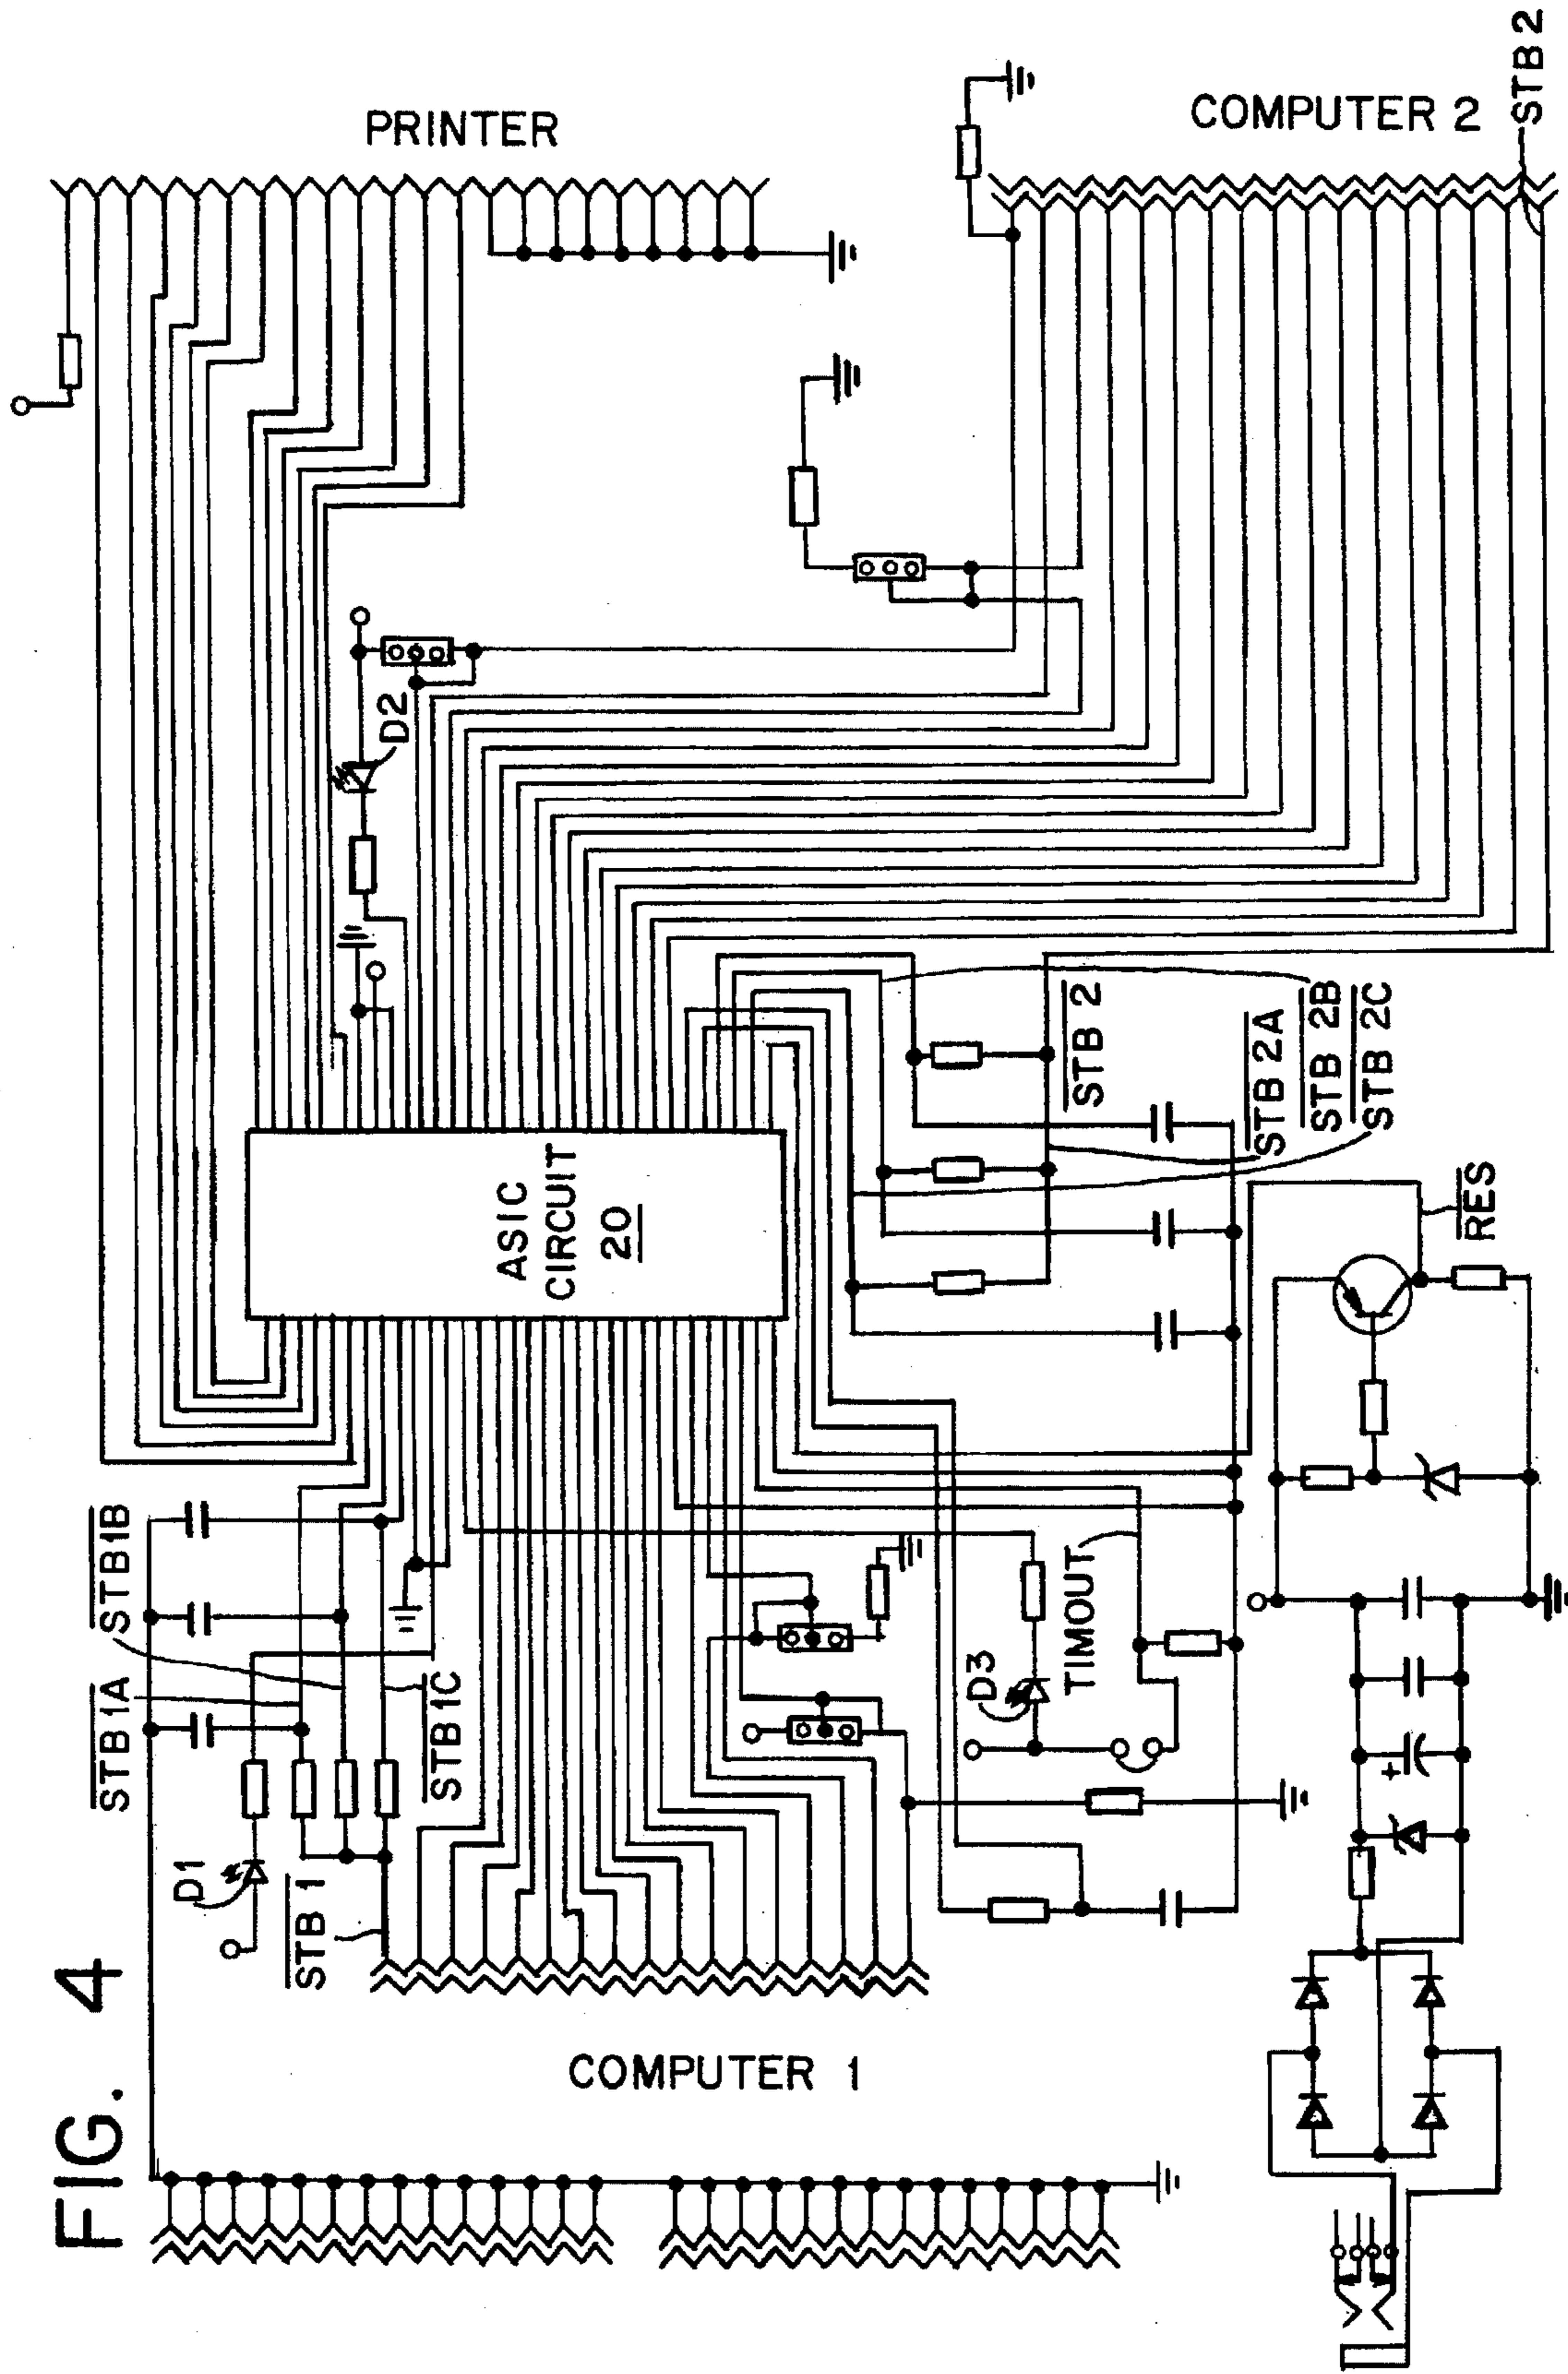 FIG. 4
STB1A
STB1B
D1
STB 1
STB1C
PRINTER
D2
ASIC
CIRCUIT
20
COMPUTER 1
D3
TIMOUT
STB 2
STB 2A
STB 2B
STB 2C
RES
COMPUTER 2
STB 2